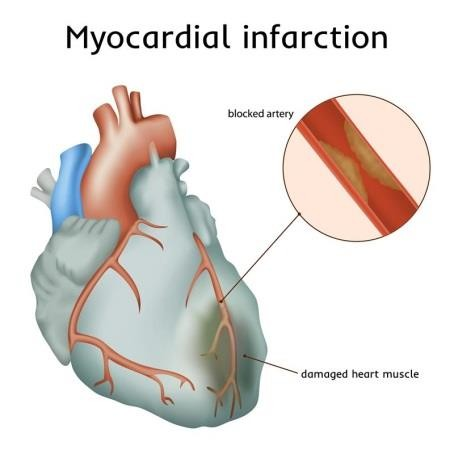 Myocardial infarction
blocked artery
damaged heart muscle